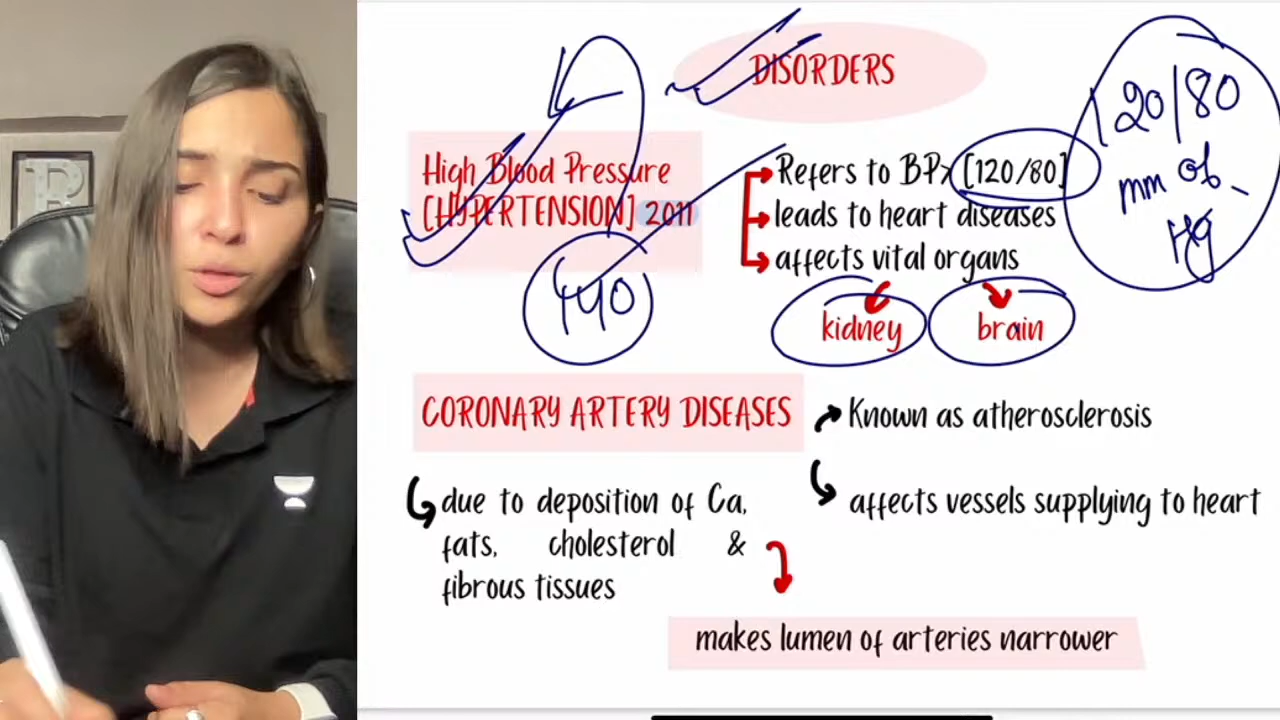 DISORDERS
High Blood Pressure
[HYPERTENSION] 2011
Refers to BP> [120/80]
leads to heart diseases
affects vital organs
kidney
brain
120/80
mm of
Hg
140
CORONARY ARTERY DISEASES
Known as atherosclerosis
affects vessels supplying to heart
due to deposition of Ca,
fats, cholesterol &
fibrous tissues
makes lumen of arteries narrower